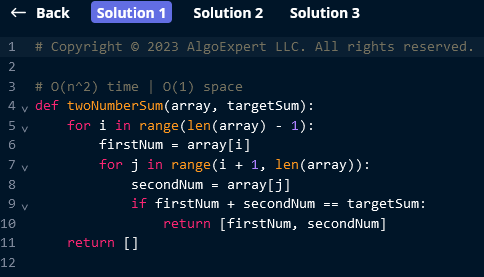 ← Back Solution 1 Solution 2 Solution 3
1 # Copyright © 2023 AlgoExpert LLC. All rights reserved.
2
3 # O(n^2) time | O(1) space
4 def twoNumberSum(array, targetSum):
5     for i in range(len(array) - 1):
6         firstNum = array[i]
7         for j in range(i + 1, len(array)):
8             secondNum = array[j]
9             if firstNum + secondNum == targetSum:
10                 return [firstNum, secondNum]
11     return []
12